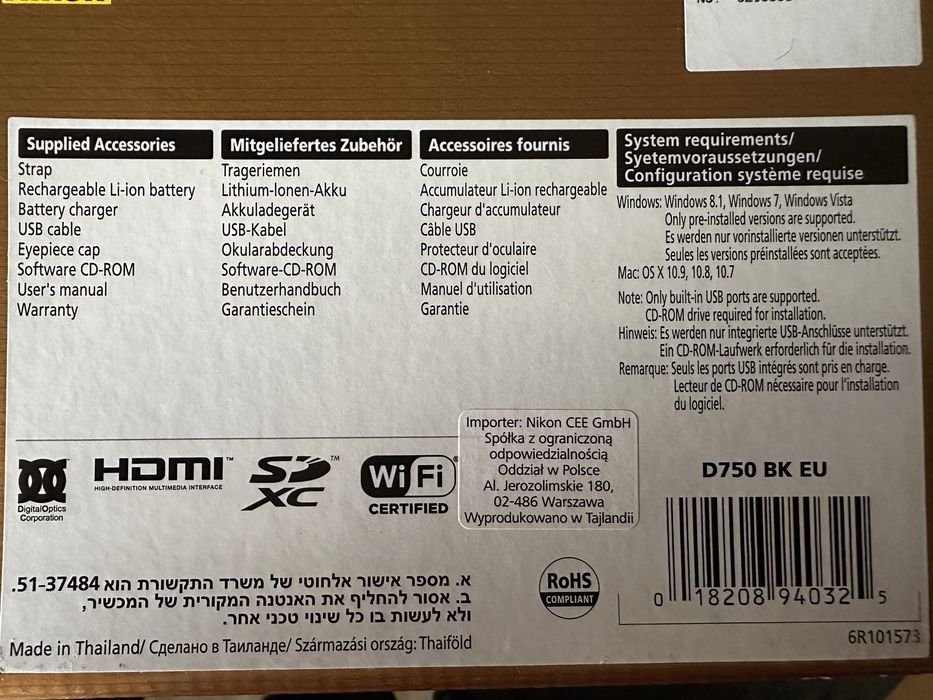 Supplied Accessories
Strap
Rechargeable Li-ion battery
Battery charger
USB cable
Eyepiece cap
Software CD-ROM
User's manual
Warranty
Mitgeliefertes Zubehör
Trageriemen
Lithium-Ionen-Akku
Akkuladegerät
USB-Kabel
Okularabdeckung
Software-CD-ROM
Benutzerhandbuch
Garantieschein
Accessoires fournis
Courroie
Accumulateur Li-ion rechargeable
Chargeur d'accumulateur
Câble USB
Protecteur d'oculaire
CD-ROM du logiciel
Manuel d'utilisation
Garantie
System requirements/
Syetemvoraussetzungen/
Configuration système requise
Windows: Windows 8.1, Windows 7, Windows Vista
Only pre-installed versions are supported.
Es werden nur vorinstallierte versionen unterstützt.
Seules les versions préinstallées sont acceptées.
Mac: OS X 10.9, 10.8, 10.7
Note: Only built-in USB ports are supported.
CD-ROM drive required for installation.
Hinweis: Es werden nur integrierte USB-Anschlüsse unterstützt.
Ein CD-ROM-Laufwerk erforderlich für die installation.
Remarque: Seuls les ports USB intégrés sont pris en charge.
Lecteur de CD-ROM nécessaire pour l'installation
du logiciel.
DigitalOptics
Corporation
HDMI™
HIGH-DEFINITION MULTIMEDIA INTERFACE
SD™
XC
Wi Fi®
CERTIFIED
Importer: Nikon CEE GmbH
Spółka z ograniczoną
odpowiedzialnością
Oddział w Polsce
Al. Jerozolimskie 180,
02-486 Warszawa
Wyprodukowano w Tajlandii
D750 BK EU
0 18208 94032 5
6R101573
RoHS
COMPLIANT
א. מספר אישור אלחוטי של משרד התקשורת הוא 51-37484.
ב. אסור להחליף את האנטנה המקורית של המכשיר,
ולא לעשות בו כל שינוי טכני אחר.
Made in Thailand/ Сделано в Таиланде/ Származási ország: Thaiföld